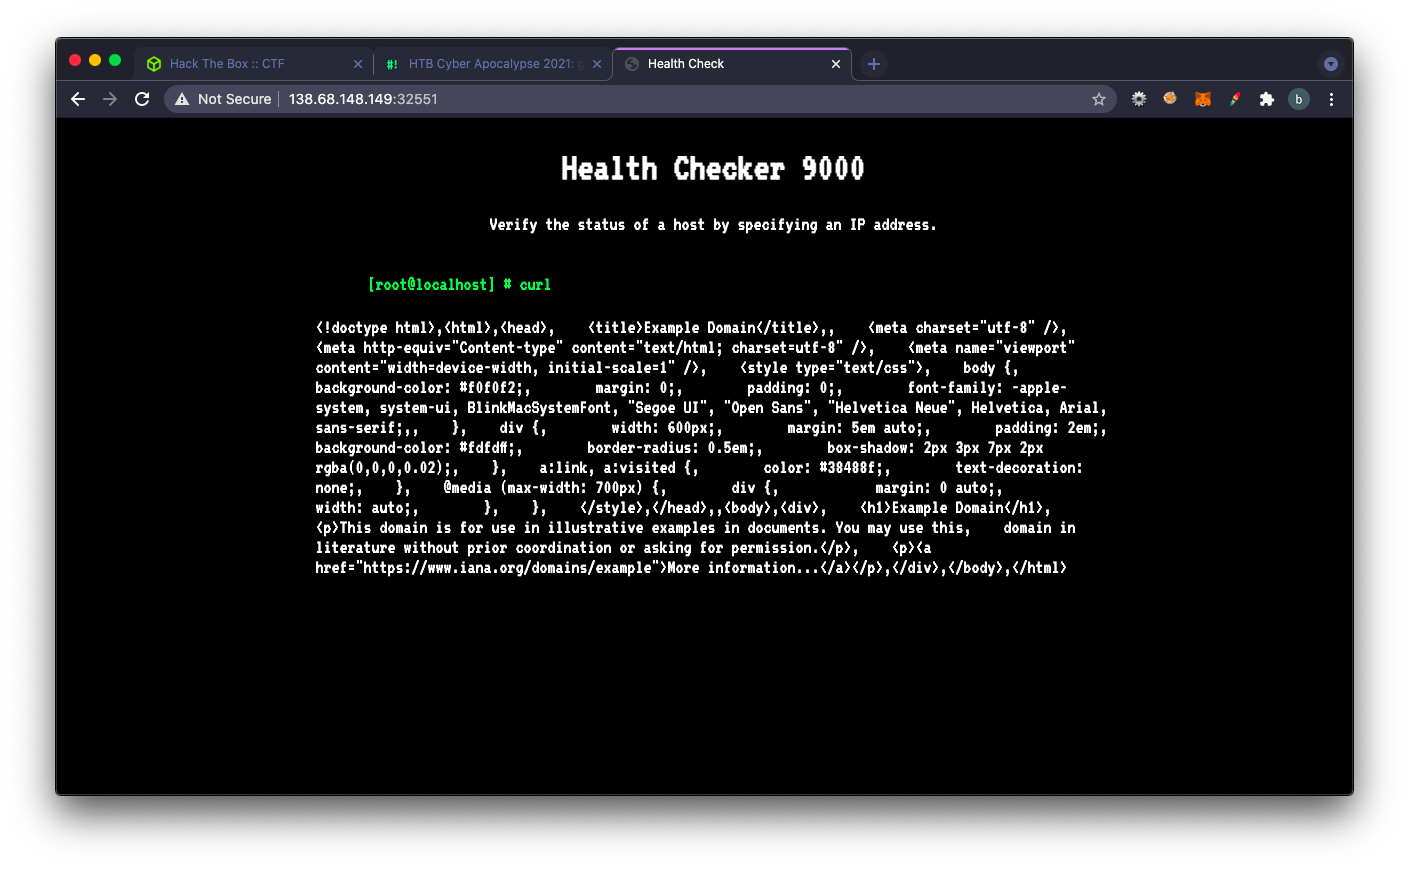 Hack The Box :: CTF
#! HTB Cyber Apocalypse 2021:
Health Check
Not Secure
138.68.148.149:32551
b
Health Checker 9000
Verify the status of a host by specifying an IP address.
[root@localhost] # curl
<!doctype html>,<html>,<head>,    <title>Example Domain</title>,,    <meta charset="utf-8" />,
<meta http-equiv="Content-type" content="text/html; charset=utf-8" />,    <meta name="viewport"
content="width=device-width, initial-scale=1" />,    <style type="text/css">,    body {,
background-color: #f0f0f2;,        margin: 0;,        padding: 0;,        font-family: -apple-
system, system-ui, BlinkMacSystemFont, "Segoe UI", "Open Sans", "Helvetica Neue", Helvetica, Arial,
sans-serif;,,    },    div {,        width: 600px;,        margin: 5em auto;,        padding: 2em;,
background-color: #fdfdff;,        border-radius: 0.5em;,        box-shadow: 2px 3px 7px 2px
rgba(0,0,0,0.02);,    },    a:link, a:visited {,        color: #38488f;,        text-decoration:
none;,    },    @media (max-width: 700px) {,        div {,            margin: 0 auto;,
width: auto;,        },    },    </style>,</head>,,<body>,<div>,    <h1>Example Domain</h1>,
<p>This domain is for use in illustrative examples in documents. You may use this,    domain in
literature without prior coordination or asking for permission.</p>,    <p><a
href="https://www.iana.org/domains/example">More information...</a></p>,</div>,</body>,</html>